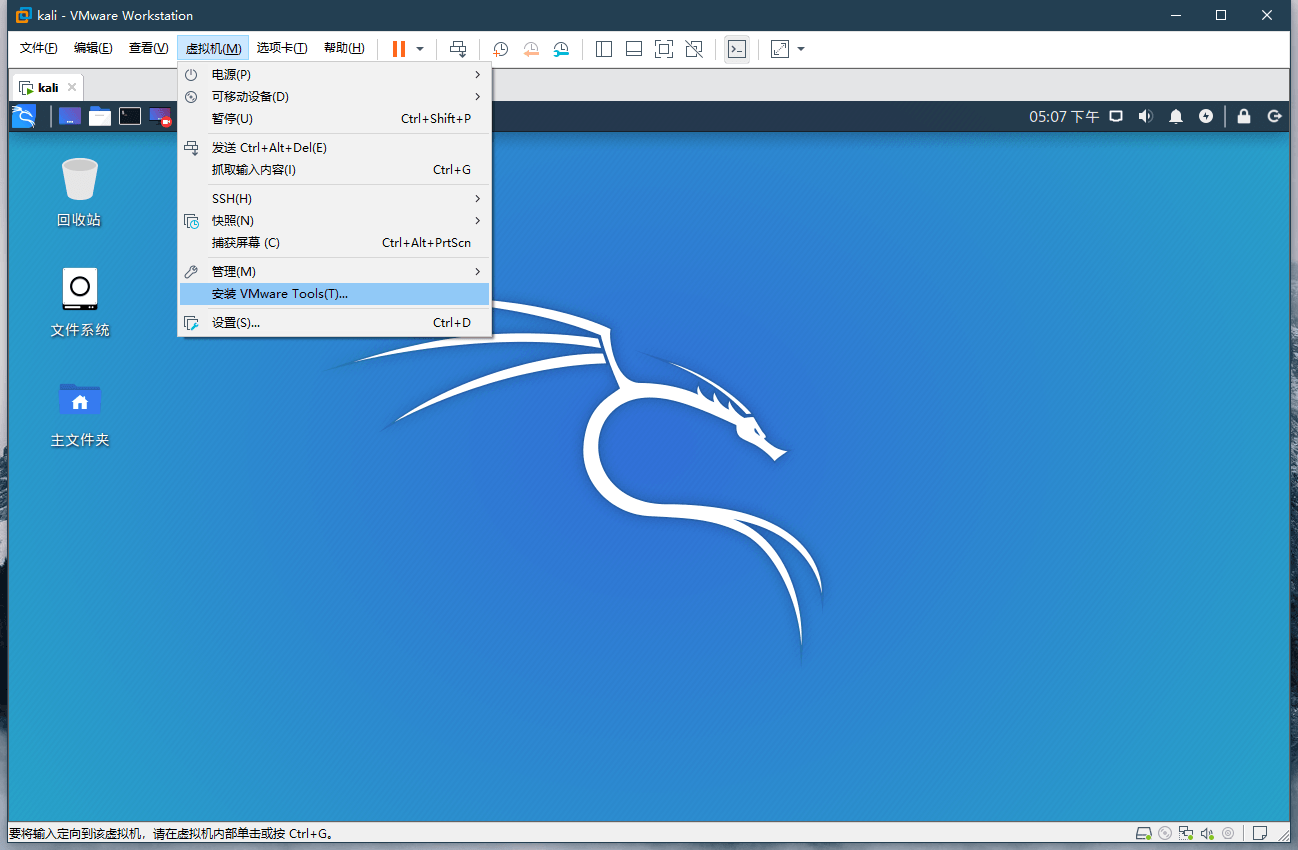 kali - VMware Workstation
文件(F) 编辑(E) 查看(V) 虚拟机(M) 选项卡(T) 帮助(H)
kali
电源(P)
可移动设备(D)
暂停(U) Ctrl+Shift+P
发送 Ctrl+Alt+Del(E)
抓取输入内容(I) Ctrl+G
SSH(H)
快照(N)
捕获屏幕 (C) Ctrl+Alt+PrtScn
管理(M)
安装 VMware Tools(T)...
设置(S)... Ctrl+D
05:07 下午
回收站
文件系统
主文件夹
要将输入定向到该虚拟机，请在虚拟机内部单击或按 Ctrl+G。